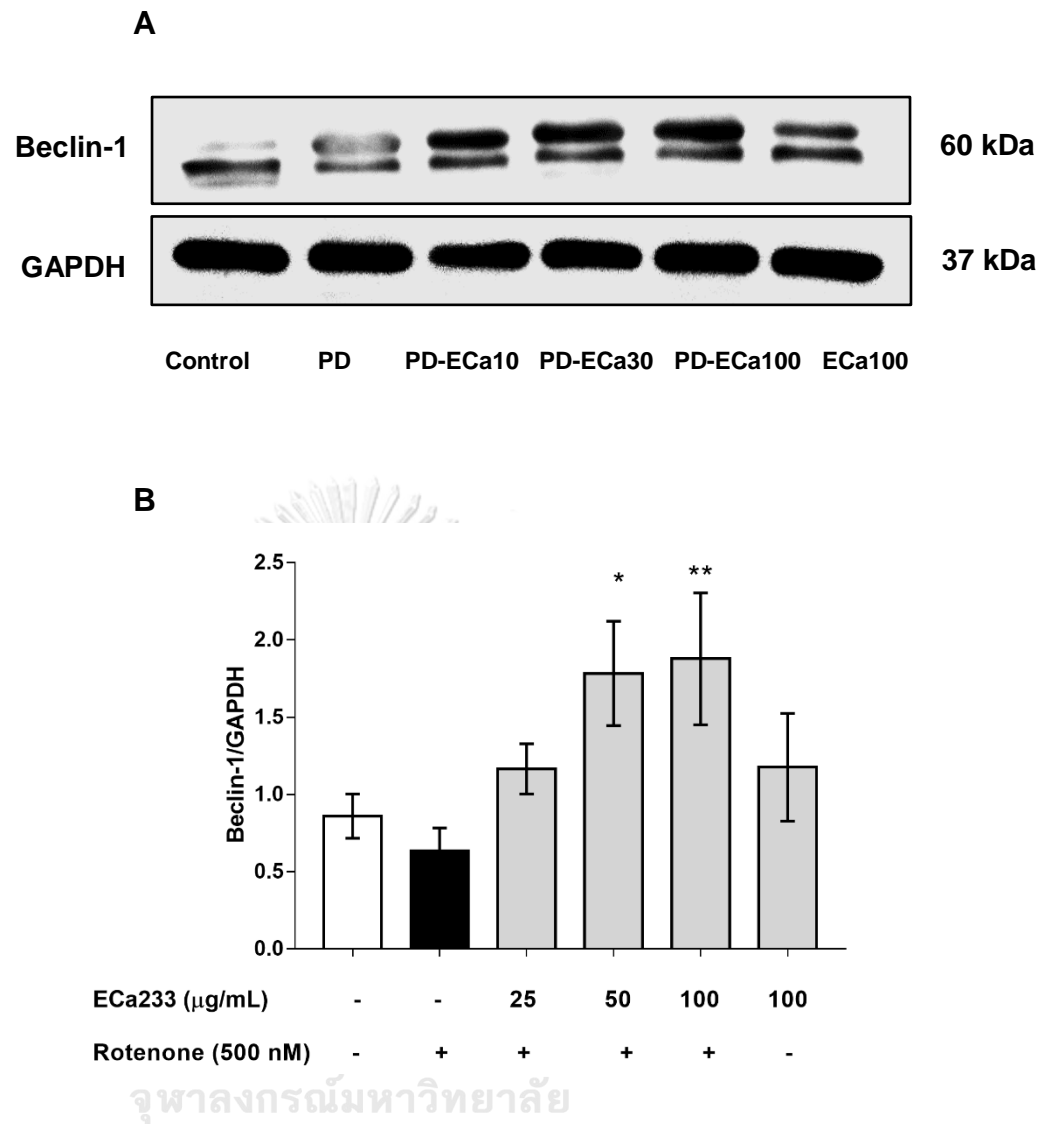 A
Beclin-1 60 kDa
GAPDH 37 kDa
Control PD PD-ECa10 PD-ECa30 PD-ECa100 ECa100
B
2.5
* **
2.0
1.5
1.0
0.5
0.0
Beclin-1/GAPDH
ECa233 (μg/mL) - - 25 50 100 100
Rotenone (500 nM) - + + + + -
จุฬาลงกรณ์มหาวิทยาลัย